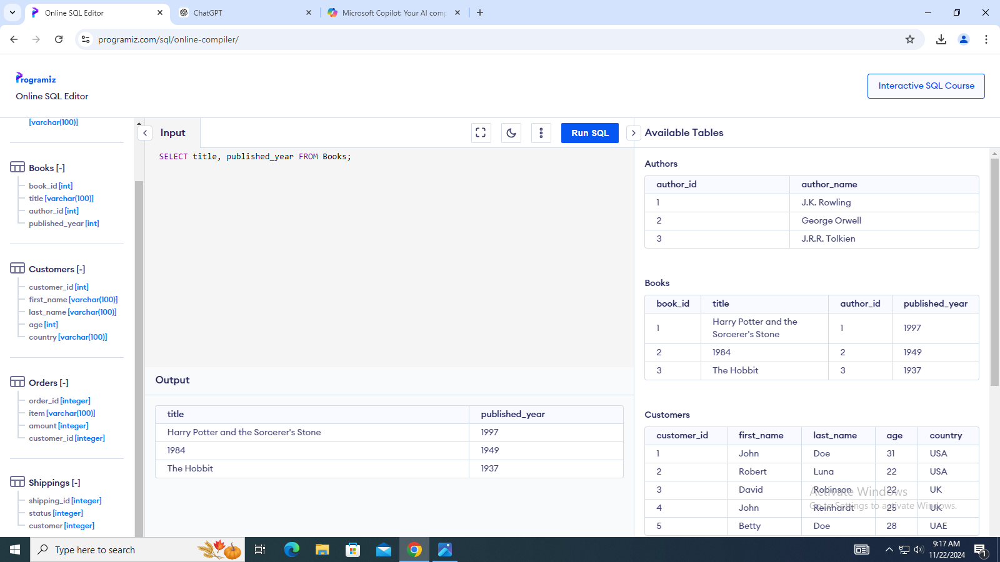 Online SQL Editor
ChatGPT
Microsoft Copilot: Your AI comp
programiz.com/sql/online-compiler/
Programiz
Online SQL Editor
Interactive SQL Course
[varchar(100)]
Books [-]
book_id [int]
title [varchar(100)]
author_id [int]
published_year [int]
Customers [-]
customer_id [int]
first_name [varchar(100)]
last_name [varchar(100)]
age [int]
country [varchar(100)]
Orders [-]
order_id [integer]
item [varchar(100)]
amount [integer]
customer_id [integer]
Shippings [-]
shipping_id [integer]
status [integer]
customer [integer]
Input
Run SQL
SELECT title, published_year FROM Books;
Output
title published_year
Harry Potter and the Sorcerer's Stone 1997
1984 1949
The Hobbit 1937
Available Tables
Authors
author_id author_name
1 J.K. Rowling
2 George Orwell
3 J.R.R. Tolkien
Books
book_id title author_id published_year
1 Harry Potter and the Sorcerer's Stone 1 1997
2 1984 2 1949
3 The Hobbit 3 1937
Customers
customer_id first_name last_name age country
1 John Doe 31 USA
2 Robert Luna 22 USA
3 David Robinson 22 UK
4 John Reinhardt 25 UK
5 Betty Doe 28 UAE
Activate Windows
Go to Settings to activate Windows.
Type here to search
9:17 AM
11/22/2024
1